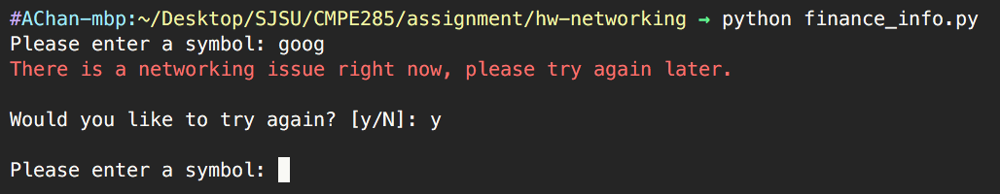 #AChan-mbp:~/Desktop/SJSU/CMPE285/assignment/hw-networking → python finance_info.py
Please enter a symbol: goog
There is a networking issue right now, please try again later.
Would you like to try again? [y/N]: y
Please enter a symbol: